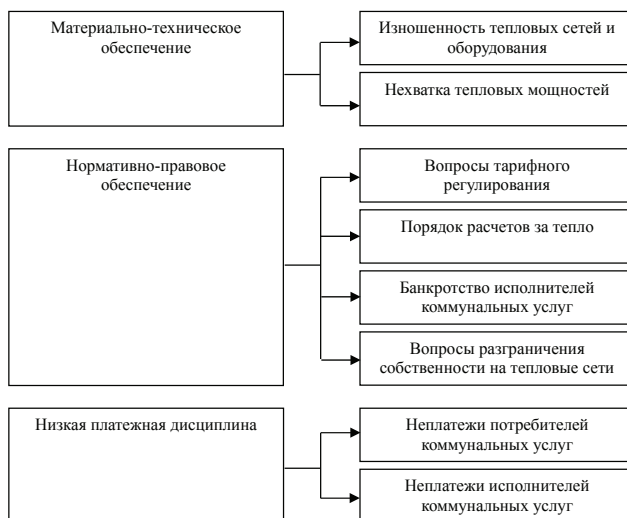 Материально-техническое
обеспечение
Изношенность тепловых сетей и
оборудования
Нехватка тепловых мощностей
Нормативно-правовое
обеспечение
Вопросы тарифного
регулирования
Порядок расчетов за тепло
Банкротство исполнителей
коммунальных услуг
Вопросы разграничения
собственности на тепловые сети
Низкая платежная дисциплина
Неплатежи потребителей
коммунальных услуг
Неплатежи исполнителей
коммунальных услуг